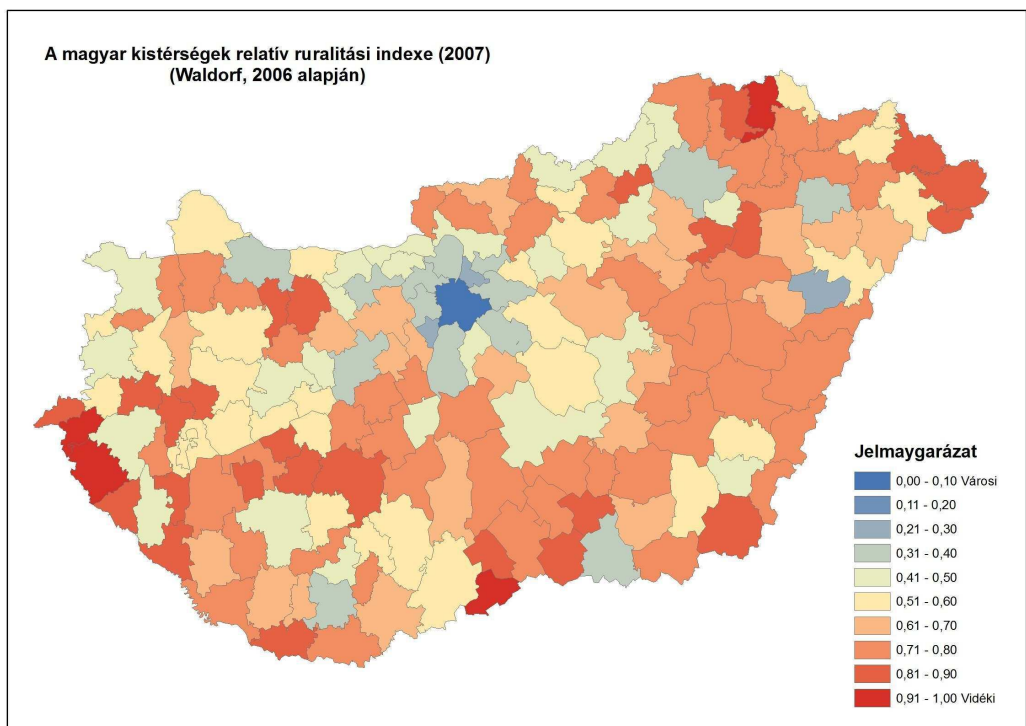 A magyar kistérségek relatív ruralitási indexe (2007)
(Waldorf, 2006 alapján)
Jelmaygarázat
0,00 - 0,10 Városi
0,11 - 0,20
0,21 - 0,30
0,31 - 0,40
0,41 - 0,50
0,51 - 0,60
0,61 - 0,70
0,71 - 0,80
0,81 - 0,90
0,91 - 1,00 Vidéki